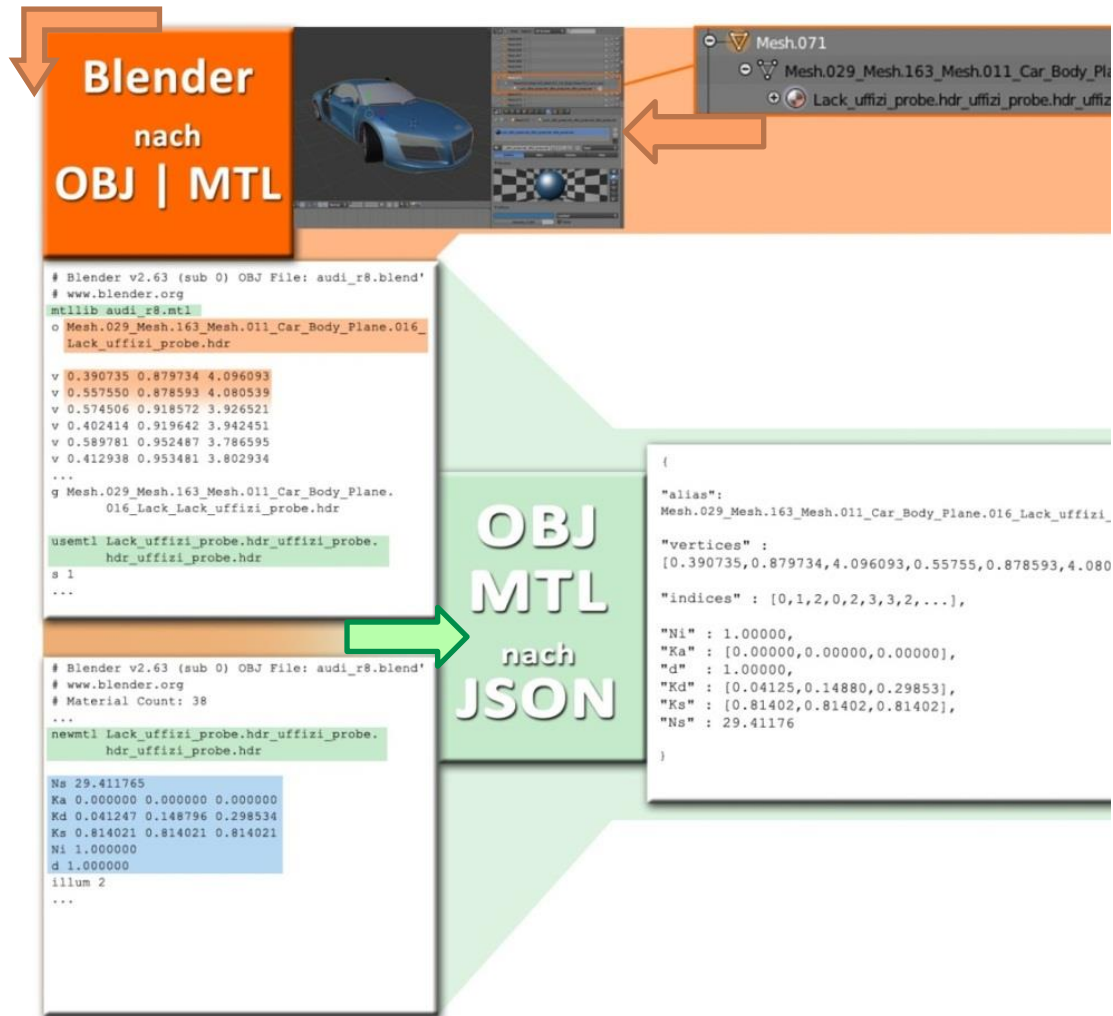 Blender
nach
OBJ | MTL
Mesh.071
Mesh.029_Mesh.163_Mesh.011_Car_Body_Pla
Lack_uffizi_probe.hdr_uffizi_probe.hdr_uffiz
# Blender v2.63 (sub 0) OBJ File: audi_r8.blend'
# www.blender.org
mtllib audi_r8.mtl
o Mesh.029_Mesh.163_Mesh.011_Car_Body_Plane.016_
Lack_uffizi_probe.hdr
v 0.390735 0.879734 4.096093
v 0.557550 0.878593 4.080539
v 0.574506 0.918572 3.926521
v 0.402414 0.919642 3.942451
v 0.589781 0.952487 3.786595
v 0.412938 0.953481 3.802934
...
g Mesh.029_Mesh.163_Mesh.011_Car_Body_Plane.
016_Lack_Lack_uffizi_probe.hdr
usemtl Lack_uffizi_probe.hdr_uffizi_probe.
hdr_uffizi_probe.hdr
s 1
...
# Blender v2.63 (sub 0) OBJ File: audi_r8.blend'
# www.blender.org
# Material Count: 38
...
newmtl Lack_uffizi_probe.hdr_uffizi_probe.
hdr_uffizi_probe.hdr
Ns 29.411765
Ka 0.000000 0.000000 0.000000
Kd 0.041247 0.148796 0.298534
Ks 0.814021 0.814021 0.814021
Ni 1.000000
d 1.000000
illum 2
...
OBJ
MTL
nach
JSON
{
"alias":
Mesh.029_Mesh.163_Mesh.011_Car_Body_Plane.016_Lack_uffizi_
"vertices" :
[0.390735,0.879734,4.096093,0.55755,0.878593,4.080
"indices" : [0,1,2,0,2,3,3,2,...],
"Ni" : 1.00000,
"Ka" : [0.00000,0.00000,0.00000],
"d" : 1.00000,
"Kd" : [0.04125,0.14880,0.29853],
"Ks" : [0.81402,0.81402,0.81402],
"Ns" : 29.41176
}